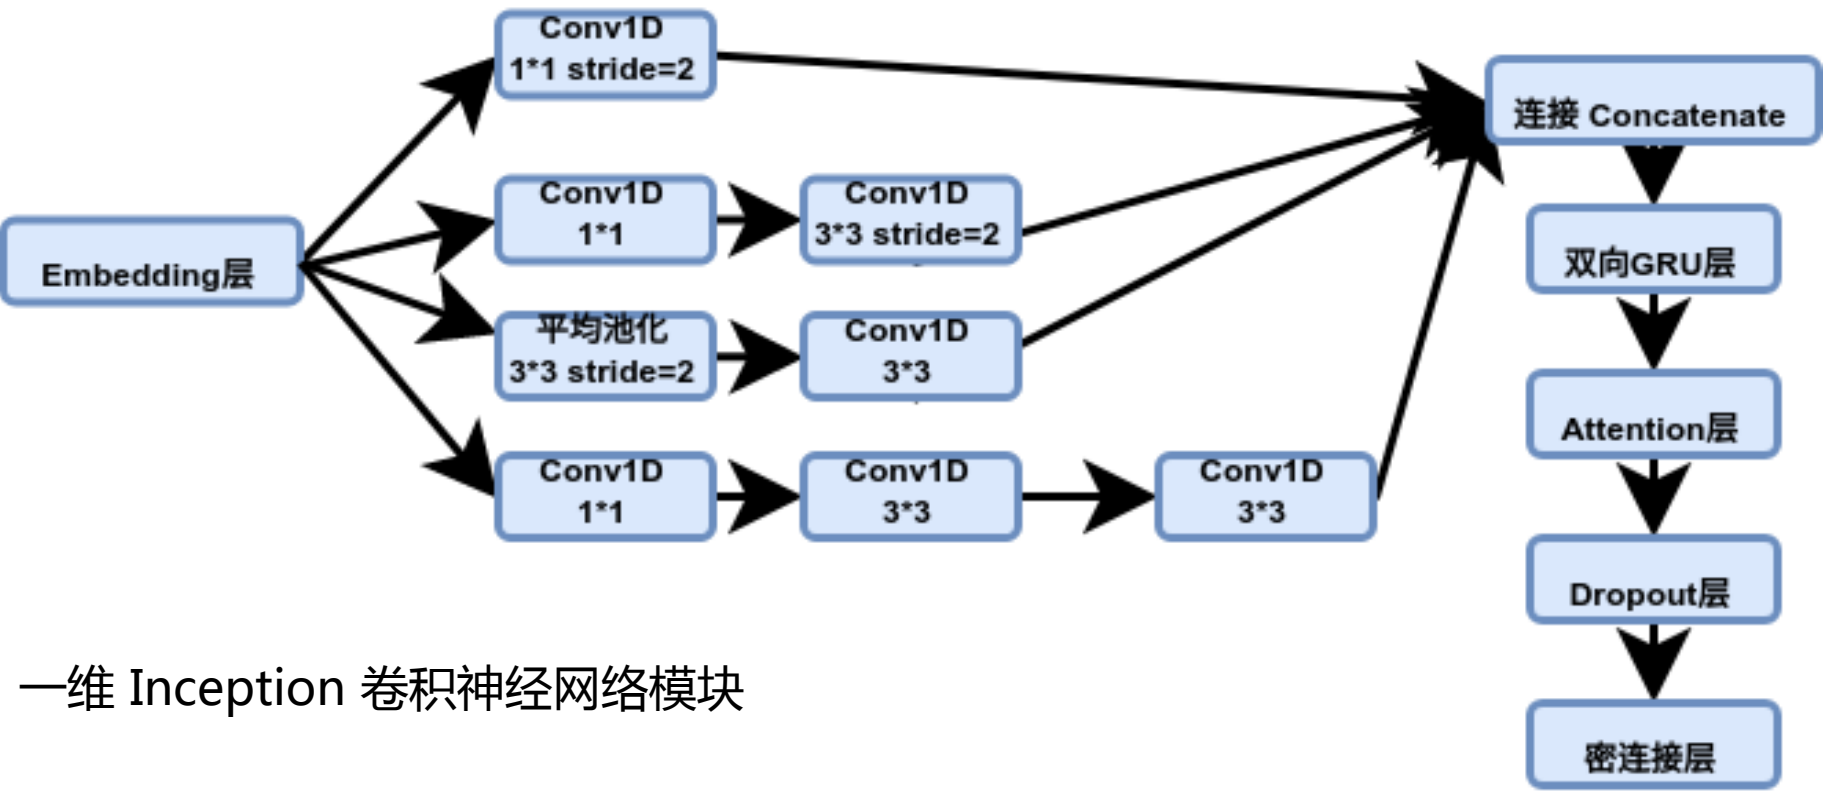 Conv1D
1*1 stride=2
连接 Concatenate
Conv1D
1*1
Conv1D
3*3 stride=2
Embedding层
双向GRU层
平均池化
3*3 stride=2
Conv1D
3*3
Attention层
Conv1D
1*1
Conv1D
3*3
Conv1D
3*3
Dropout层
一维 Inception 卷积神经网络模块
密连接层